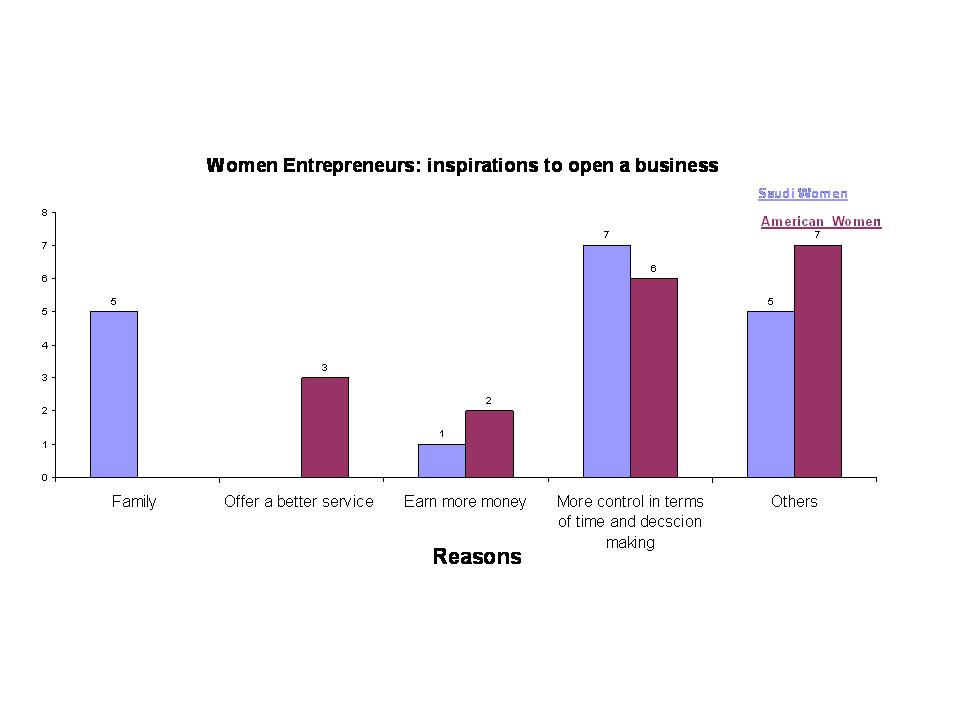 Women Entrepreneurs: inspirations to open a business
Saudi Women
American Women
8
7
6
5
4
3
2
1
0
5
3
1
2
7
6
5
7
Family
Offer a better service
Earn more money
More control in terms
of time and decscion
making
Others
Reasons